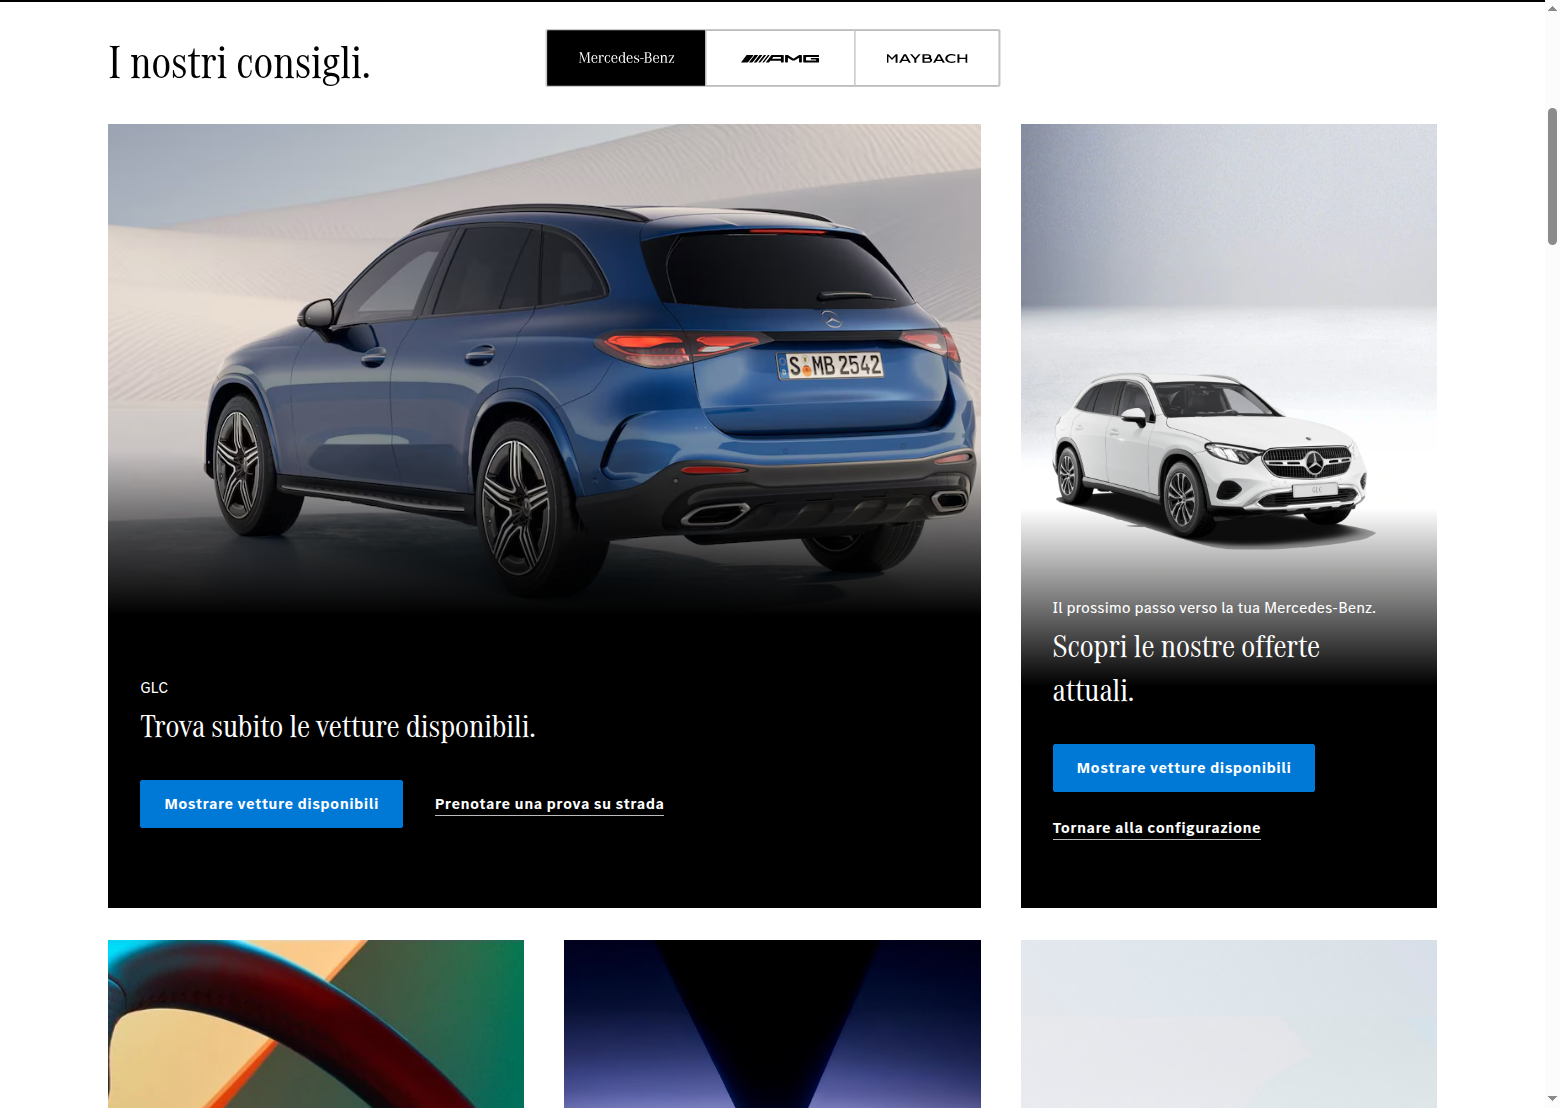 I nostri consigli.
Mercedes-Benz
AMG
MAYBACH
S MB 2542
GLC
Trova subito le vetture disponibili.
Mostrare vetture disponibili
Prenotare una prova su strada
GLC
Il prossimo passo verso la tua Mercedes-Benz.
Scopri le nostre offerte
attuali.
Mostrare vetture disponibili
Tornare alla configurazione